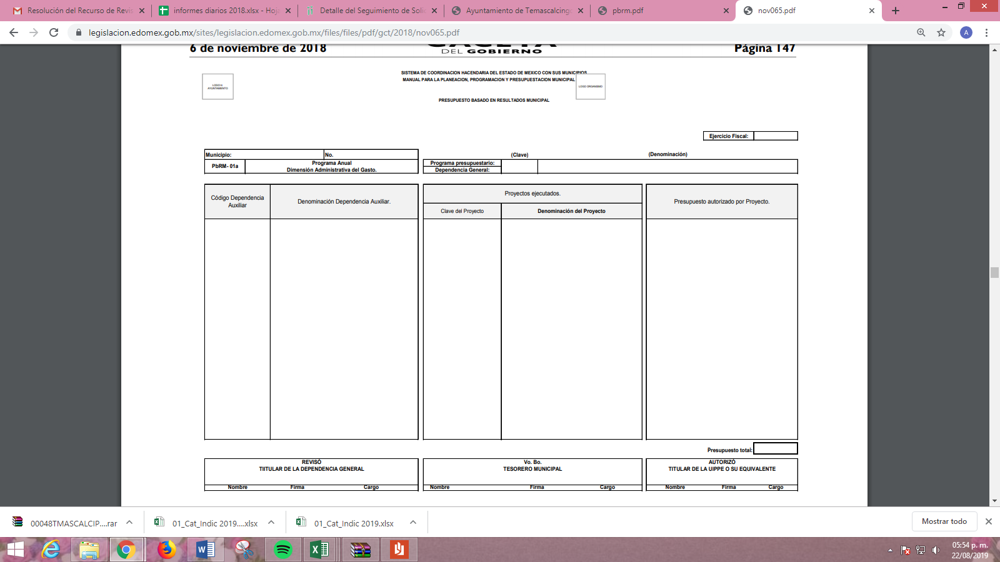 Resolución del Recurso de Revis
informes diarios 2018.xlsx - Hoja
Detalle del Seguimiento de Solic
Ayuntamiento de Temascalcingo
pbrm.pdf
nov065.pdf
legislacion.edomex.gob.mx/sites/legislacion.edomex.gob.mx/files/files/pdf/gct/2018/nov065.pdf
A
6 de noviembre de 2018
GACETA
DEL GOBIERNO
Página 147
LOGO H. AYUNTAMIENTO
SISTEMA DE COORDINACION HACENDARIA DEL ESTADO DE MEXICO CON SUS MUNICIPIOS
MANUAL PARA LA PLANEACION, PROGRAMACION Y PRESUPUESTACION MUNICIPAL
LOGO ORGANISMO
PRESUPUESTO BASADO EN RESULTADOS MUNICIPAL
Ejercicio Fiscal:
Municipio:
No.
(Clave)
(Denominación)
PbRM- 01a
Programa Anual
Dimensión Administrativa del Gasto.
Programa presupuestario:
Dependencia General:
Código Dependencia
Auxiliar
Denominación Dependencia Auxiliar.
Proyectos ejecutados.
Clave del Proyecto
Denominación del Proyecto
Presupuesto autorizado por Proyecto.
Presupuesto total:
REVISÓ
TIITULAR DE LA DEPENDENCIA GENERAL
Nombre Firma Cargo
Vo. Bo.
TESORERO MUNICIPAL
Nombre Firma Cargo
AUTORIZÓ
TITULAR DE LA UIPPE O SU EQUIVALENTE
Nombre Firma Cargo
00048TMASCALCIP....rar
01_Cat_Indic 2019....xlsx
01_Cat_Indic 2019.xlsx
Mostrar todo
05:54 p. m.
22/08/2019